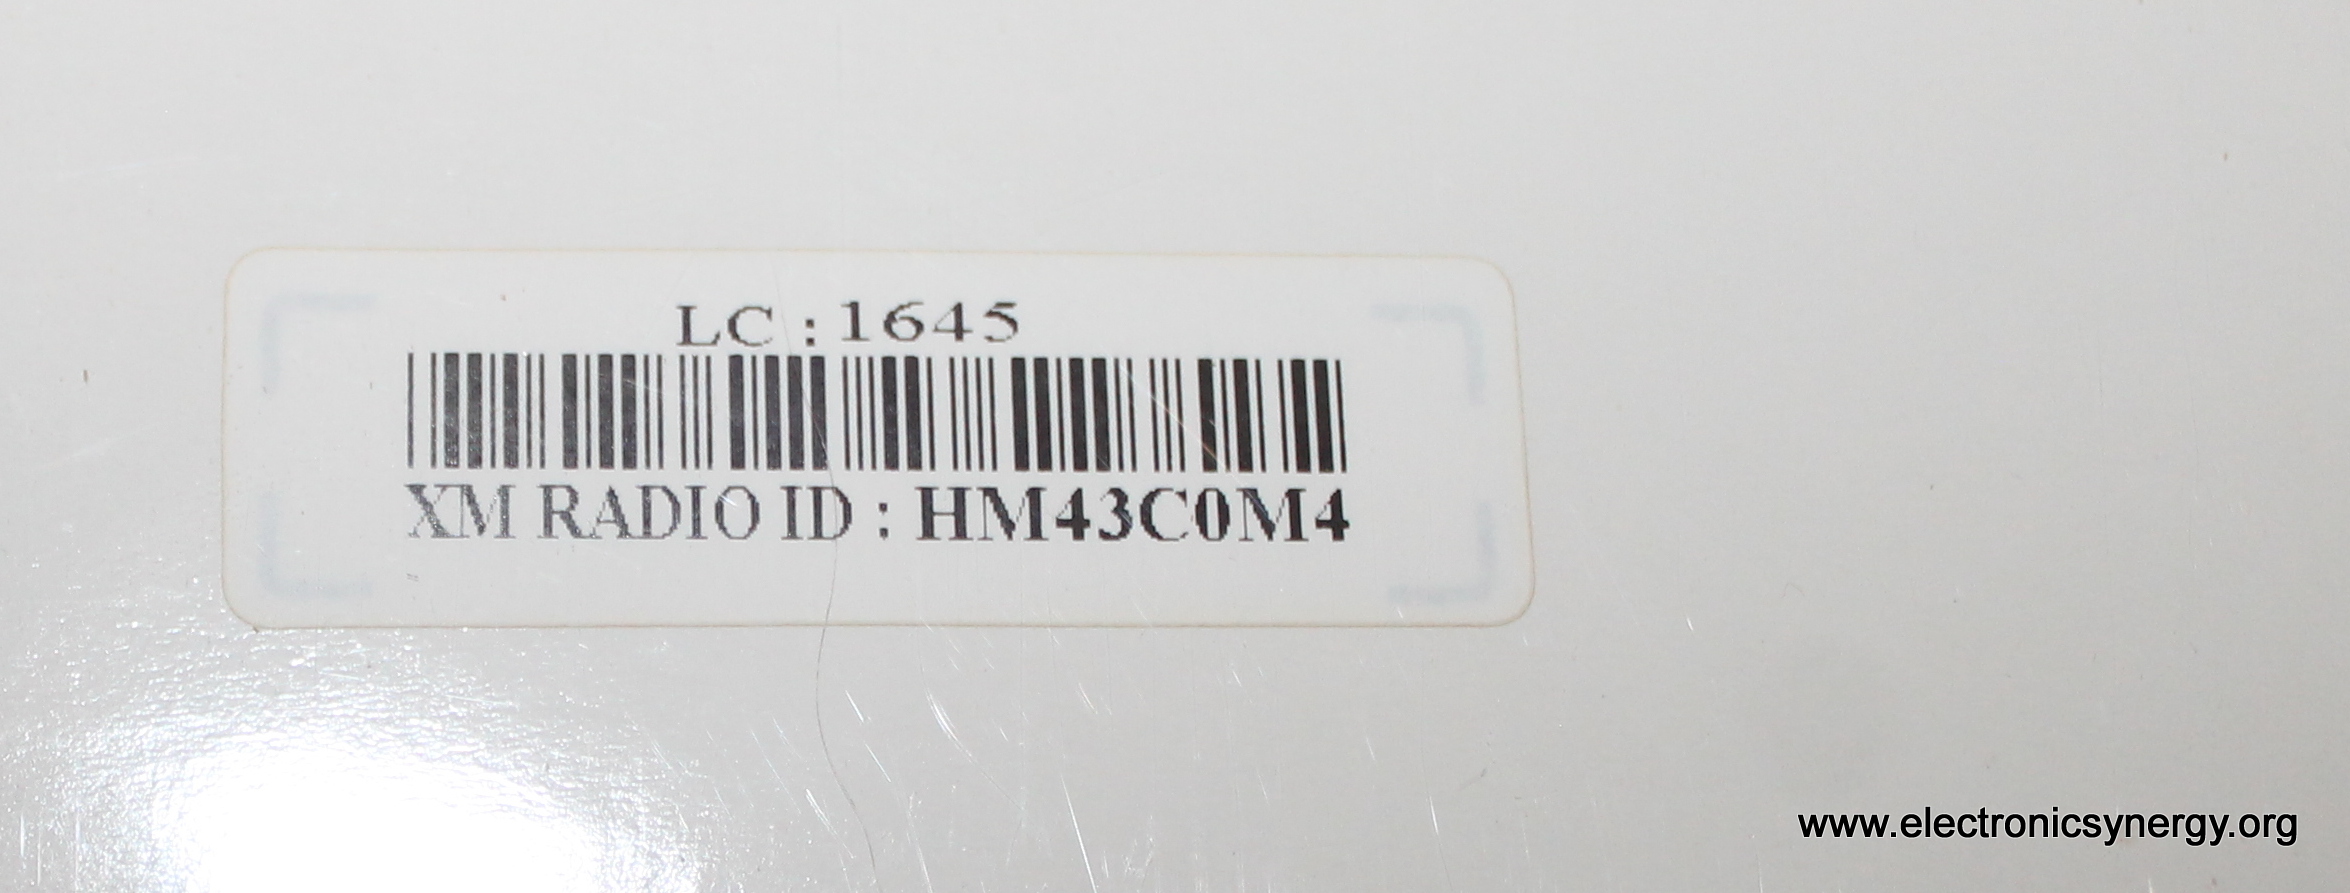 LC : 1645
XM RADIO ID : HM43C0M4
www.electronicsynergy.org